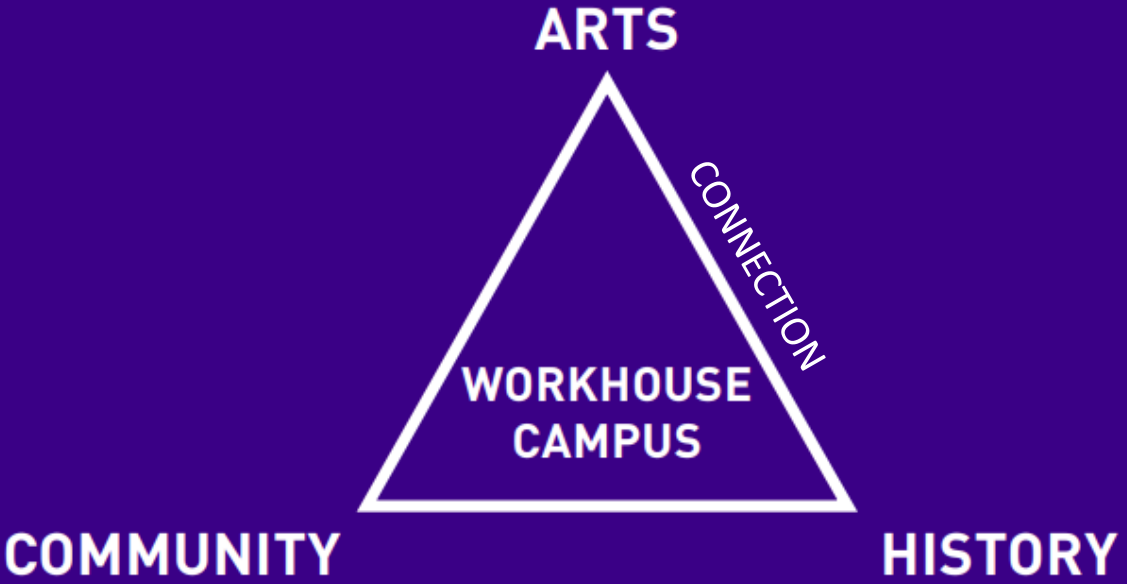 ARTS
CONNECTION
WORKHOUSE
CAMPUS
COMMUNITY
HISTORY